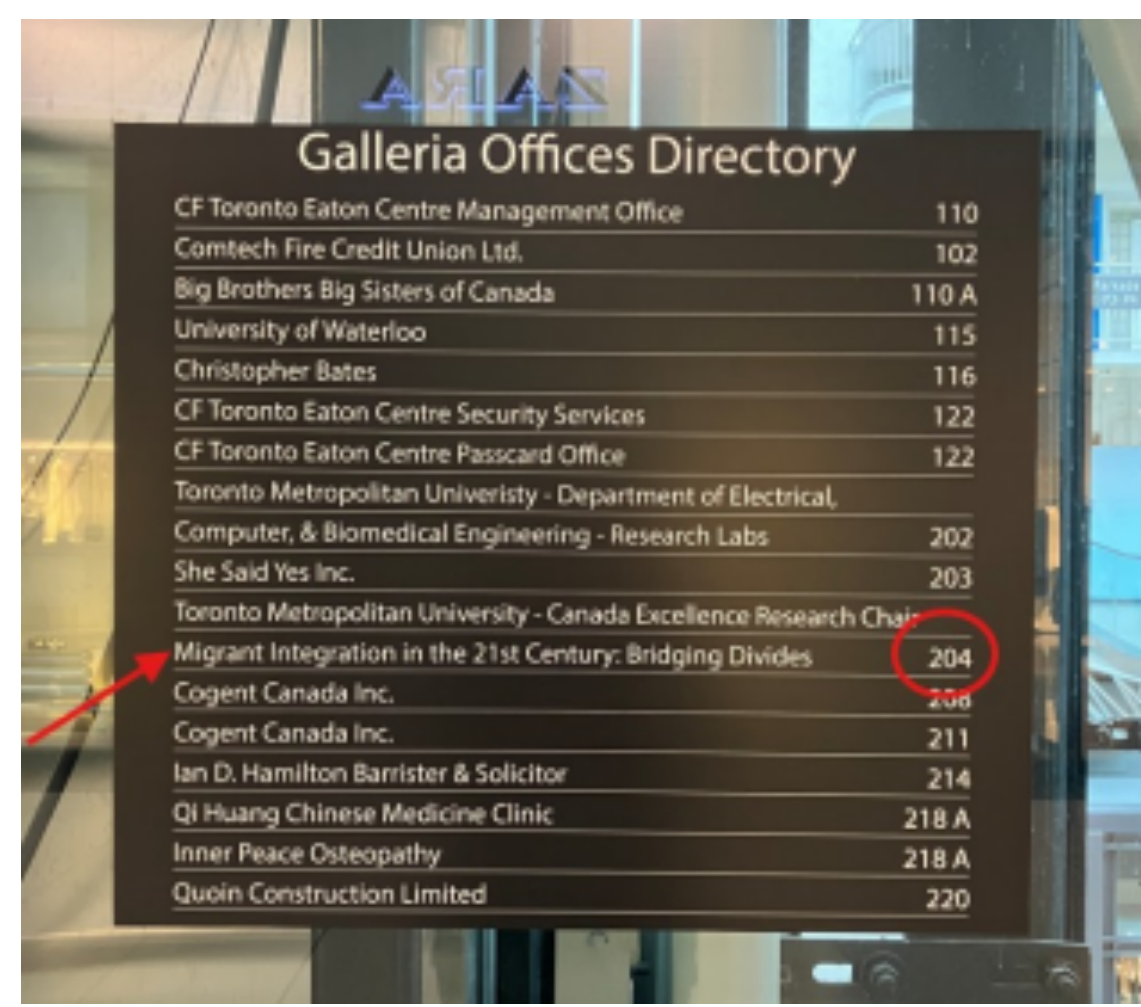 ZARA
Galleria Offices Directory
CF Toronto Eaton Centre Management Office 110
Comtech Fire Credit Union Ltd. 102
Big Brothers Big Sisters of Canada 110 A
University of Waterloo 115
Christopher Bates 116
CF Toronto Eaton Centre Security Services 122
CF Toronto Eaton Centre Passcard Office 122
Toronto Metropolitan Univeristy - Department of Electrical,
Computer, & Biomedical Engineering - Research Labs 202
She Said Yes Inc. 203
Toronto Metropolitan University - Canada Excellence Research Chair
Migrant Integration in the 21st Century: Bridging Divides 204
Cogent Canada Inc. 208
Cogent Canada Inc. 211
Ian D. Hamilton Barrister & Solicitor 214
Qi Huang Chinese Medicine Clinic 218 A
Inner Peace Osteopathy 218 A
Quoin Construction Limited 220